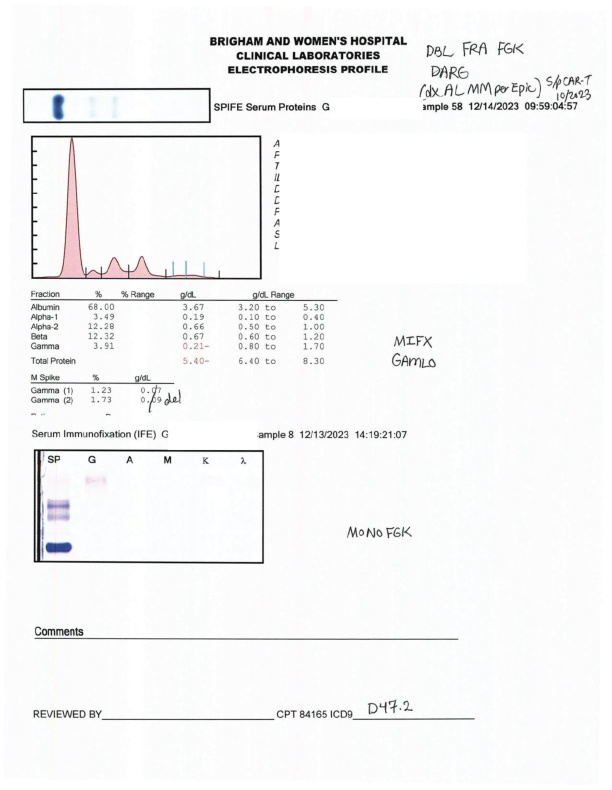 BRIGHAM AND WOMEN'S HOSPITAL
CLINICAL LABORATORIES
ELECTROPHORESIS PROFILE
DBL FRA FGK
DARG
(dx AL MM per Epic) S/p CAR-T
10/2023
SPIFE Serum Proteins G
ample 58 12/14/2023 09:59:04:57
A
F
T
D
D
F
A
S
L
Fraction % % Range g/dL g/dL Range
Albumin 68.00 3.67 3.20 to 5.30
Alpha-1 3.49 0.19 0.10 to 0.40
Alpha-2 12.28 0.66 0.50 to 1.00
Beta 12.32 0.67 0.60 to 1.20
Gamma 3.91 0.21- 0.80 to 1.70
Total Protein 5.40- 6.40 to 8.30
MIFX
GAMLO
M Spike % g/dL
Gamma (1) 1.23 0.07
Gamma (2) 1.73 0.09 del
Serum Immunofixation (IFE) G ample 8 12/13/2023 14:19:21:07
SP G A M K λ
MONO FGK
Comments
REVIEWED BY CPT 84165 ICD9 D47.2